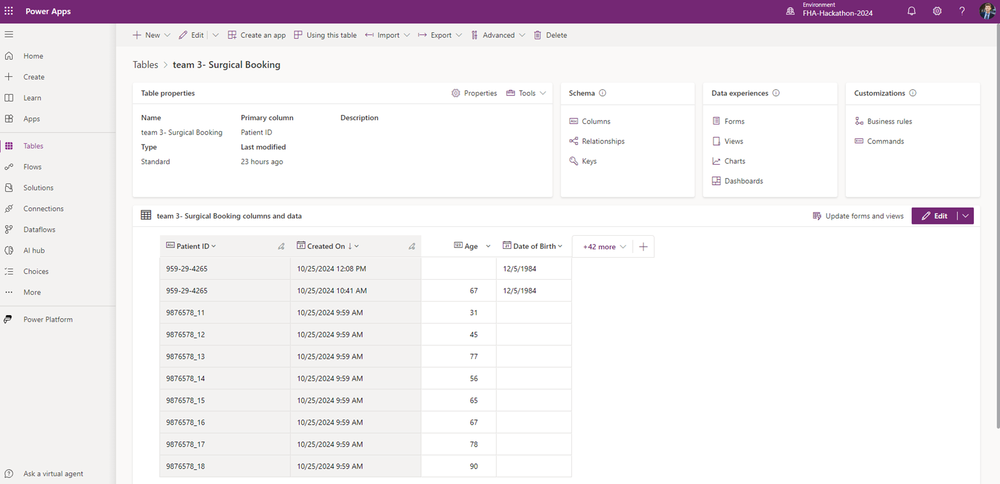 Power Apps
Environment
FHA-Hackathon-2024
New
Edit
Create an app
Using this table
Import
Export
Advanced
Delete
Home
Create
Learn
Apps
Tables
Flows
Solutions
Connections
Dataflows
AI hub
Choices
More
Power Platform
Ask a virtual agent
Tables > team 3- Surgical Booking
Table properties
Properties
Tools
Name
Primary column
Description
team 3- Surgical Booking
Patient ID
Type
Last modified
Standard
23 hours ago
Schema
Columns
Relationships
Keys
Data experiences
Forms
Views
Charts
Dashboards
Customizations
Business rules
Commands
team 3- Surgical Booking columns and data
Update forms and views
Edit
Abc Patient ID
21 Created On ↓
123 Age
21 Date of Birth
+42 more
959-29-4265 10/25/2024 12:08 PM 12/5/1984
959-29-4265 10/25/2024 10:41 AM 67 12/5/1984
9876578_11 10/25/2024 9:59 AM 31
9876578_12 10/25/2024 9:59 AM 45
9876578_13 10/25/2024 9:59 AM 77
9876578_14 10/25/2024 9:59 AM 56
9876578_15 10/25/2024 9:59 AM 65
9876578_16 10/25/2024 9:59 AM 67
9876578_17 10/25/2024 9:59 AM 78
9876578_18 10/25/2024 9:59 AM 90